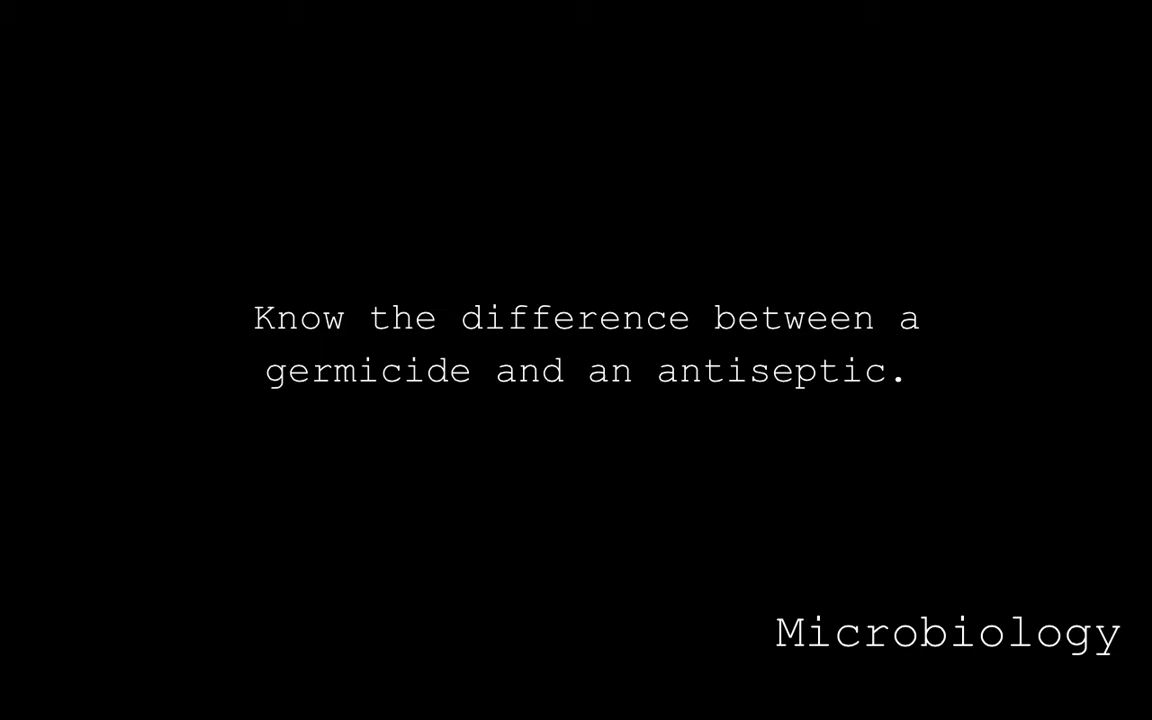 Know the difference between a
germicide and an antiseptic.
Microbiology